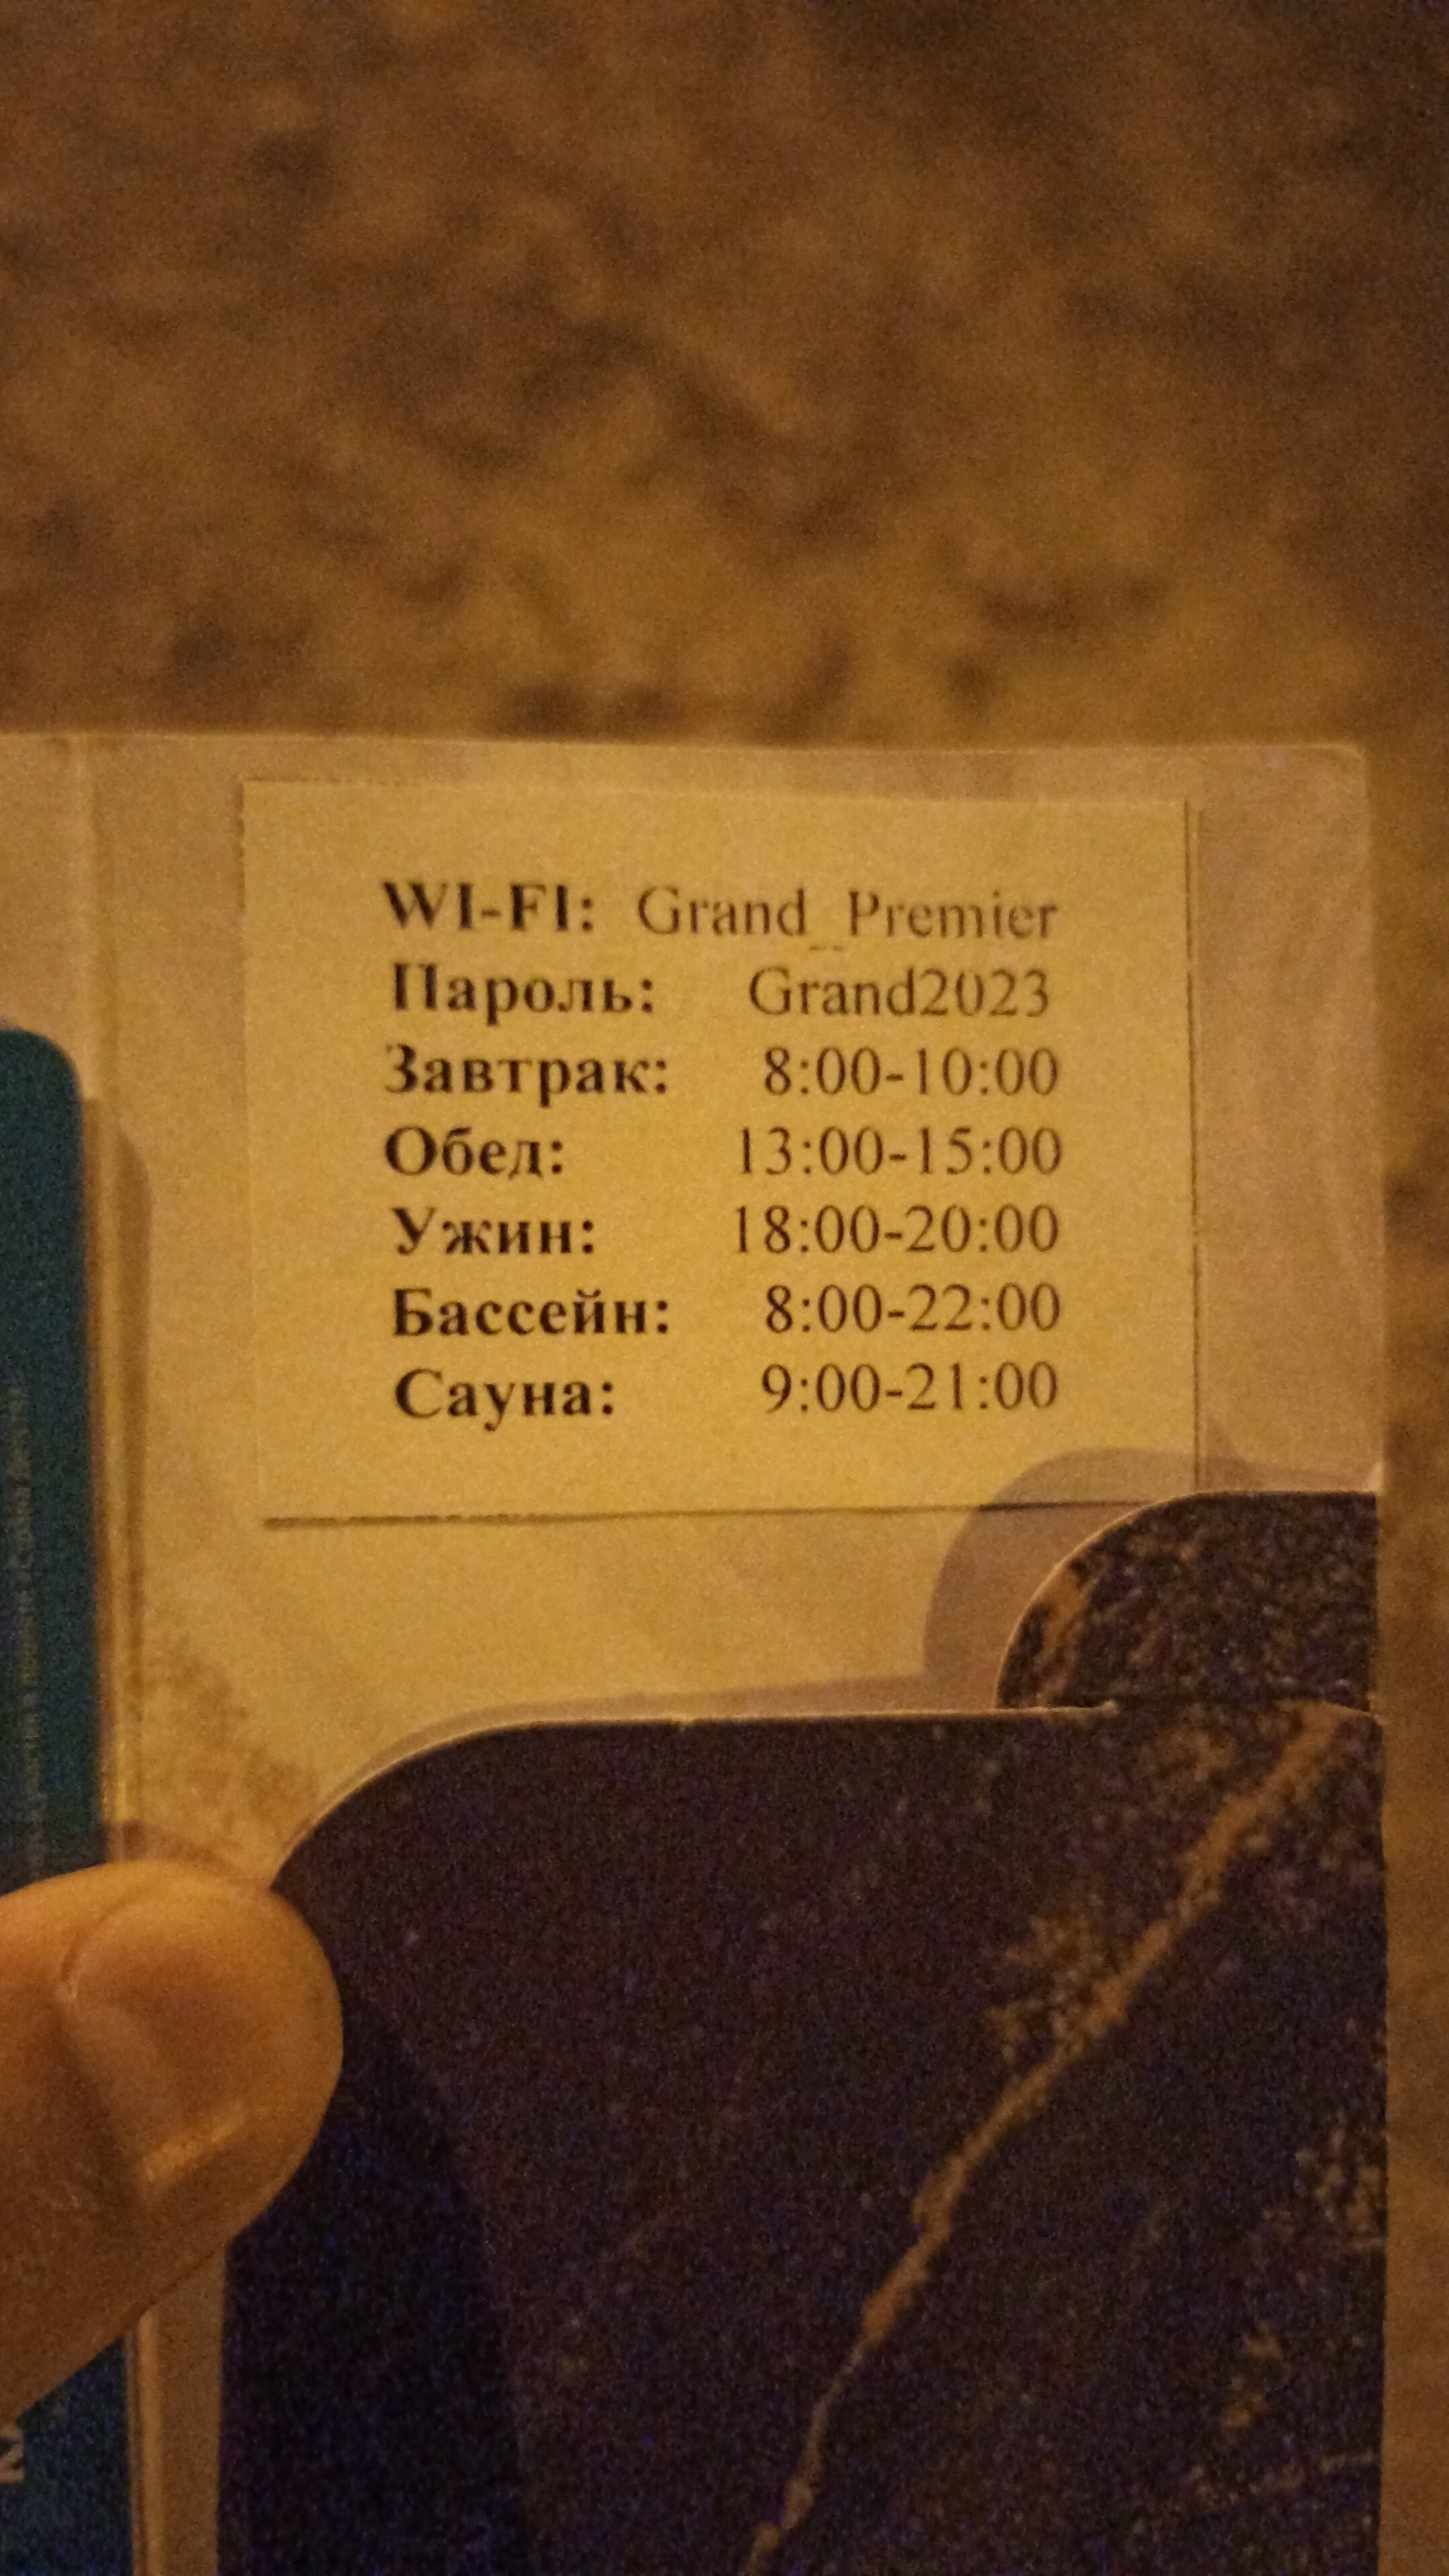 WI-FI: Grand_Premier
Пароль: Grand2023
Завтрак: 8:00-10:00
Обед: 13:00-15:00
Ужин: 18:00-20:00
Бассейн: 8:00-22:00
Сауна: 9:00-21:00